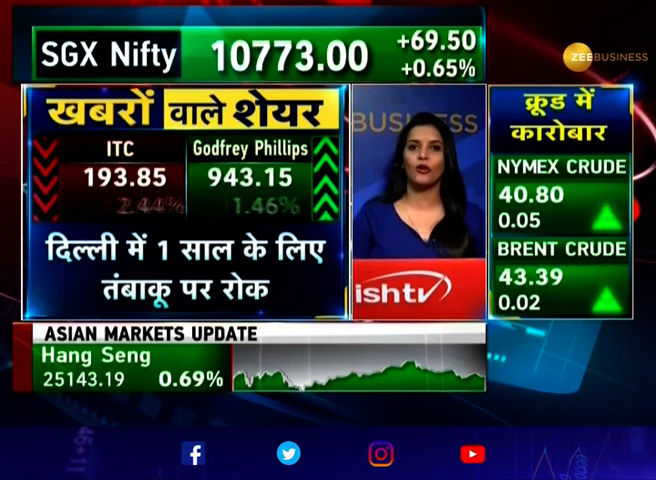 SGX Nifty 10773.00 +69.50
+0.65%
ZEE BUSINESS
खबरों वाले शेयर
ITC
193.85
2.44%
Godfrey Phillips
943.15
1.46%
दिल्ली में 1 साल के लिए
तंबाकू पर रोक
BUSINESS
ishtv
क्रूड में
कारोबार
NYMEX CRUDE
40.80
0.05
BRENT CRUDE
43.39
0.02
ASIAN MARKETS UPDATE
Hang Seng
25143.19 0.69%